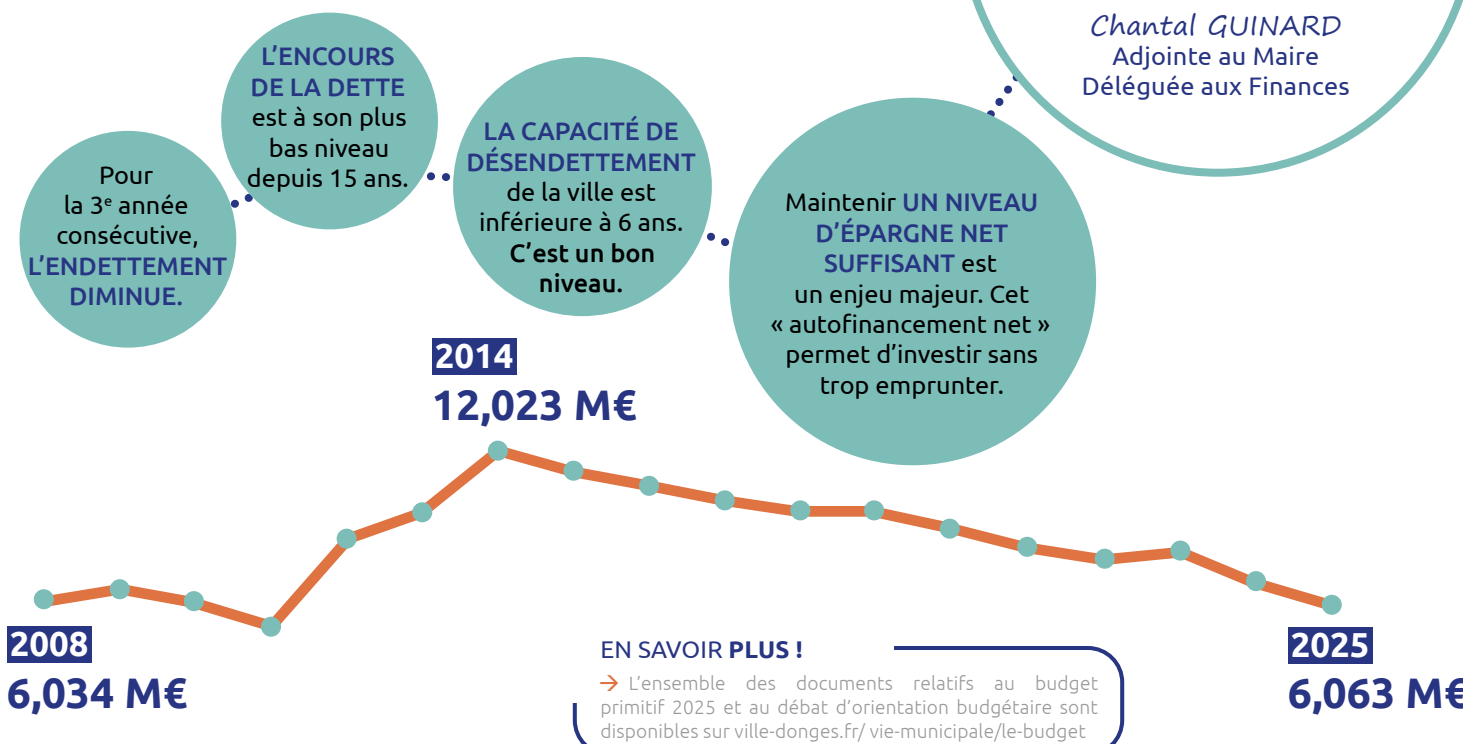 Chantal GUINARD
Adjointe au Maire
Déléguée aux Finances
Pour
la 3e année
consécutive,
L'ENDETTEMENT
DIMINUE.
L'ENCOURS
DE LA DETTE
est à son plus
bas niveau
depuis 15 ans.
LA CAPACITÉ DE
DÉSENDETTEMENT
de la ville est
inférieure à 6 ans.
C'est un bon
niveau.
Maintenir UN NIVEAU
D'ÉPARGNE NET
SUFFISANT est
un enjeu majeur. Cet
« autofinancement net »
permet d'investir sans
trop emprunter.
2014
12,023 M€
2008
6,034 M€
EN SAVOIR PLUS !
→ L'ensemble des documents relatifs au budget
primitif 2025 et au débat d'orientation budgétaire sont
disponibles sur ville-donges.fr/ vie-municipale/le-budget
2025
6,063 M€